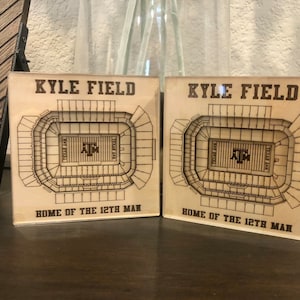 KYLE FIELD
ATM
HOME OF THE 12TH MAN
KYLE FIELD
ATM
HOME OF THE 12TH MAN